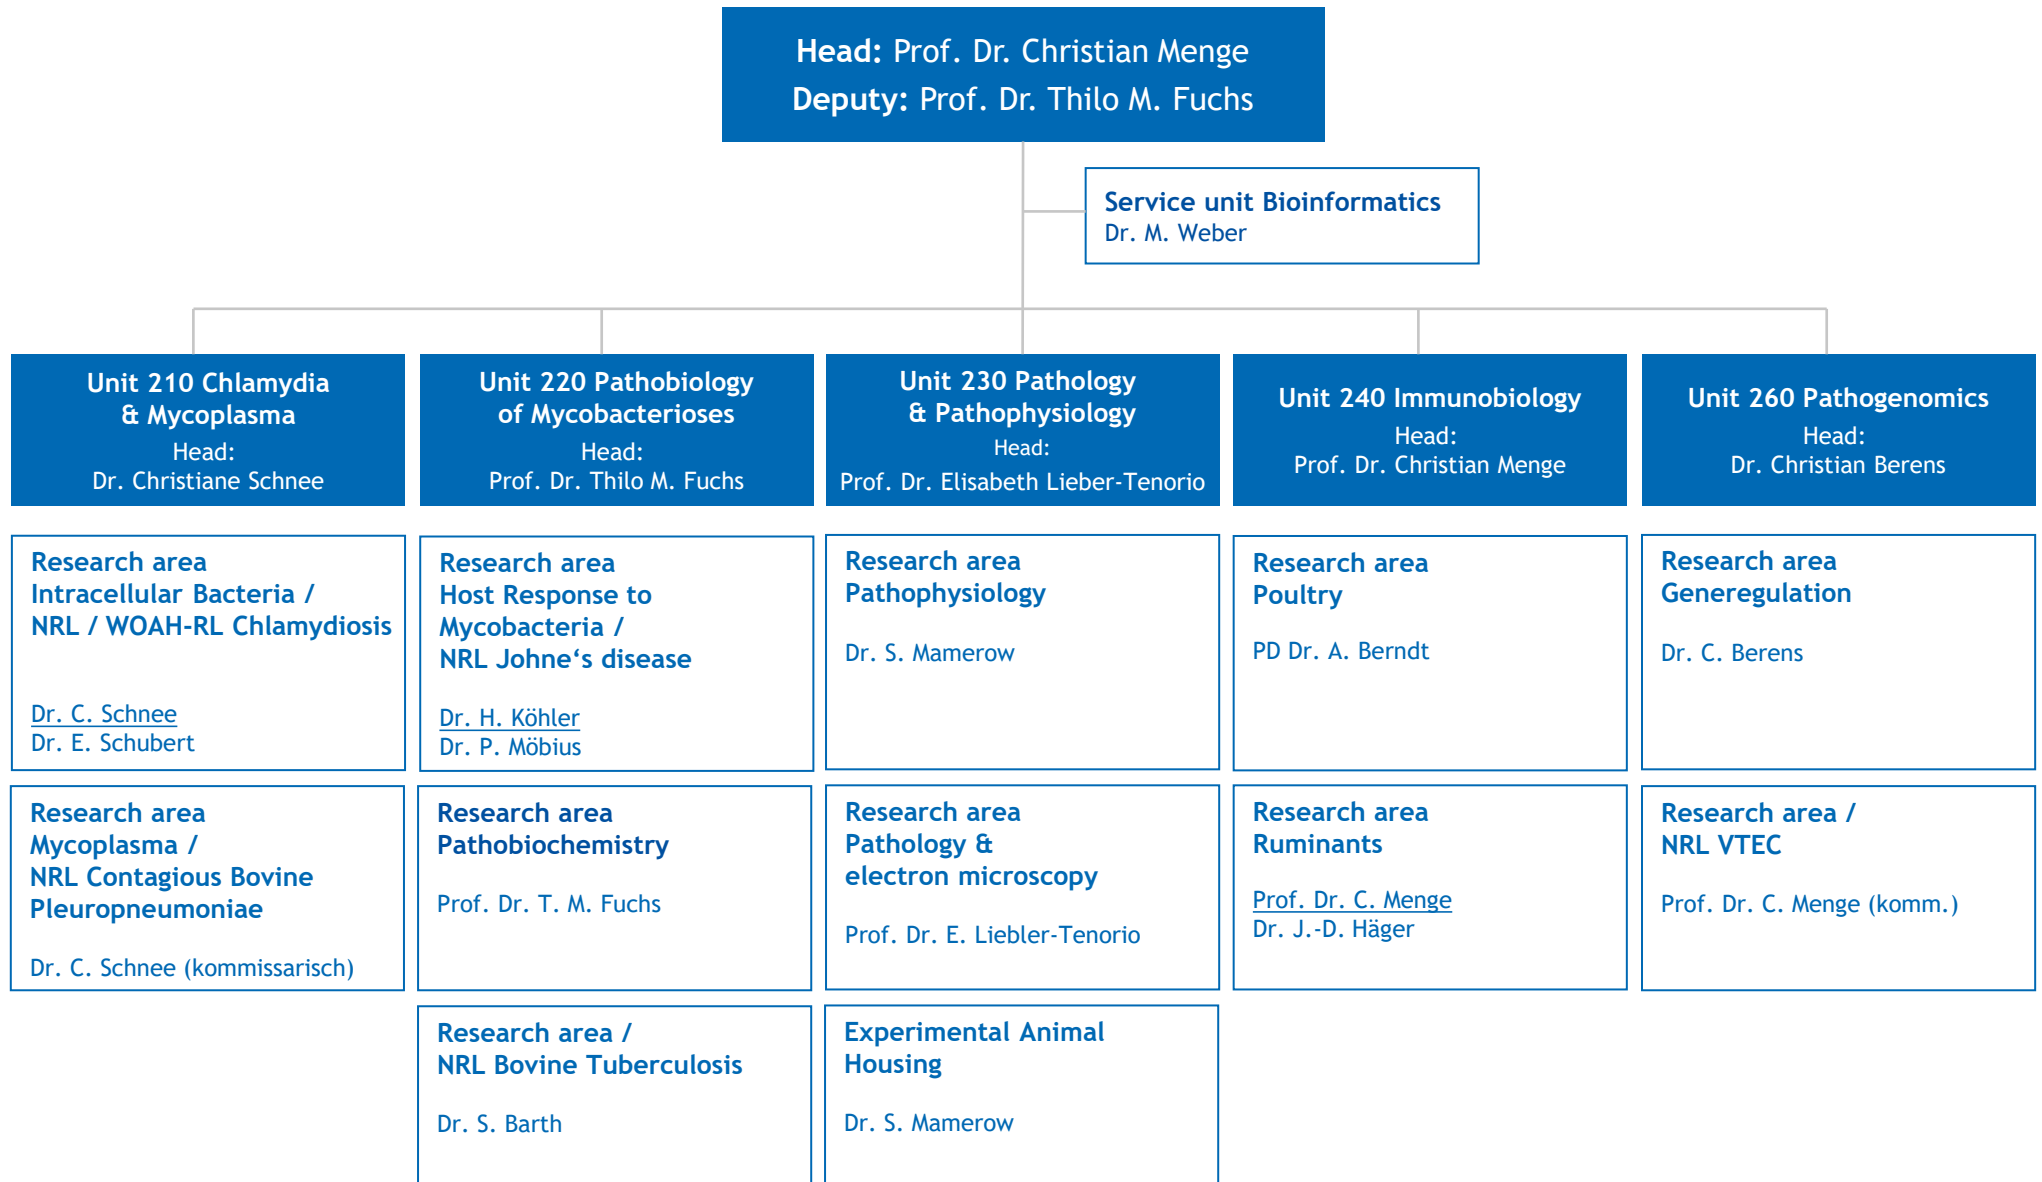 Head: Prof. Dr. Christian Menge
Deputy: Prof. Dr. Thilo M. Fuchs
Service unit Bioinformatics
Dr. M. Weber
Unit 210 Chlamydia
& Mycoplasma
Head:
Dr. Christiane Schnee
Unit 220 Pathobiology
of Mycobacterioses
Head:
Prof. Dr. Thilo M. Fuchs
Unit 230 Pathology
& Pathophysiology
Head:
Prof. Dr. Elisabeth Lieber-Tenorio
Unit 240 Immunobiology
Head:
Prof. Dr. Christian Menge
Unit 260 Pathogenomics
Head:
Dr. Christian Berens
Research area
Intracellular Bacteria /
NRL / WOAH-RL Chlamydiosis
Dr. C. Schnee
Dr. E. Schubert
Research area
Host Response to
Mycobacteria /
NRL Johne‘s disease
Dr. H. Köhler
Dr. P. Möbius
Research area
Pathophysiology
Dr. S. Mamerow
Research area
Poultry
PD Dr. A. Berndt
Research area
Generegulation
Dr. C. Berens
Research area
Mycoplasma /
NRL Contagious Bovine
Pleuropneumoniae
Dr. C. Schnee (kommissarisch)
Research area
Pathobiochemistry
Prof. Dr. T. M. Fuchs
Research area
Pathology &
electron microscopy
Prof. Dr. E. Liebler-Tenorio
Research area
Ruminants
Prof. Dr. C. Menge
Dr. J.-D. Häger
Research area /
NRL VTEC
Prof. Dr. C. Menge (komm.)
Research area /
NRL Bovine Tuberculosis
Dr. S. Barth
Experimental Animal
Housing
Dr. S. Mamerow